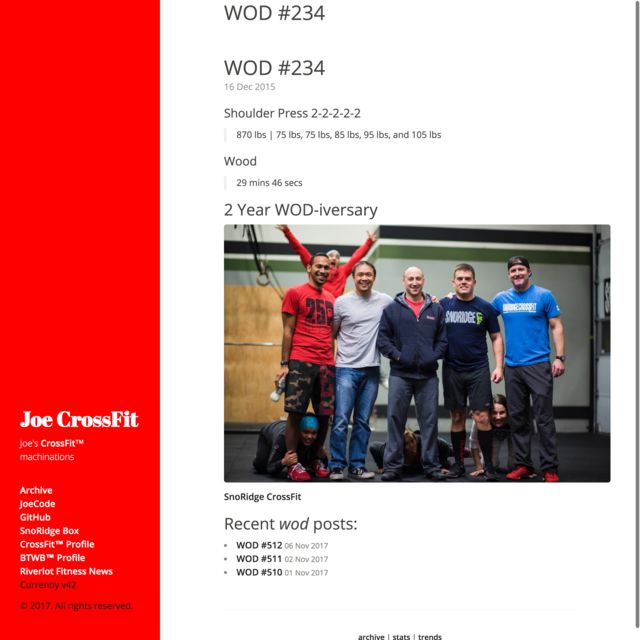 WOD #234
WOD #234
16 Dec 2015
Shoulder Press 2-2-2-2-2
870 lbs | 75 lbs, 75 lbs, 85 lbs, 95 lbs, and 105 lbs
Wood
29 mins 46 secs
2 Year WOD-iversary
SNORIDGE
SnoRidge CrossFit
Recent wod posts:
WOD #512 06 Nov 2017
WOD #511 02 Nov 2017
WOD #510 01 Nov 2017
archive | stats | trends
Joe CrossFit
Joe's CrossFit™
machinations
Archive
JoeCode
GitHub
SnoRidge Box
CrossFit™ Profile
BTWB™ Profile
Riverlot Fitness News
Currently v42.
© 2017. All rights reserved.